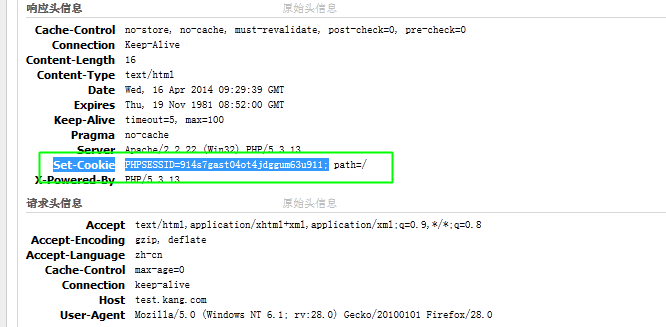 响应头信息 原始头信息
Cache-Control no-store, no-cache, must-revalidate, post-check=0, pre-check=0
Connection Keep-Alive
Content-Length 16
Content-Type text/html
Date Wed, 16 Apr 2014 09:29:39 GMT
Expires Thu, 19 Nov 1981 08:52:00 GMT
Keep-Alive timeout=5, max=100
Pragma no-cache
Server Apache/2.2.22 (Win32) PHP/5.3.13
Set-Cookie PHPSESSID=914s7gast04ot4jdggum63u911; path=/
X-Powered-By PHP/5.3.13
请求头信息 原始头信息
Accept text/html,application/xhtml+xml,application/xml;q=0.9,*/*;q=0.8
Accept-Encoding gzip, deflate
Accept-Language zh-cn
Cache-Control max-age=0
Connection keep-alive
Host test.kang.com
User-Agent Mozilla/5.0 (Windows NT 6.1; rv:28.0) Gecko/20100101 Firefox/28.0